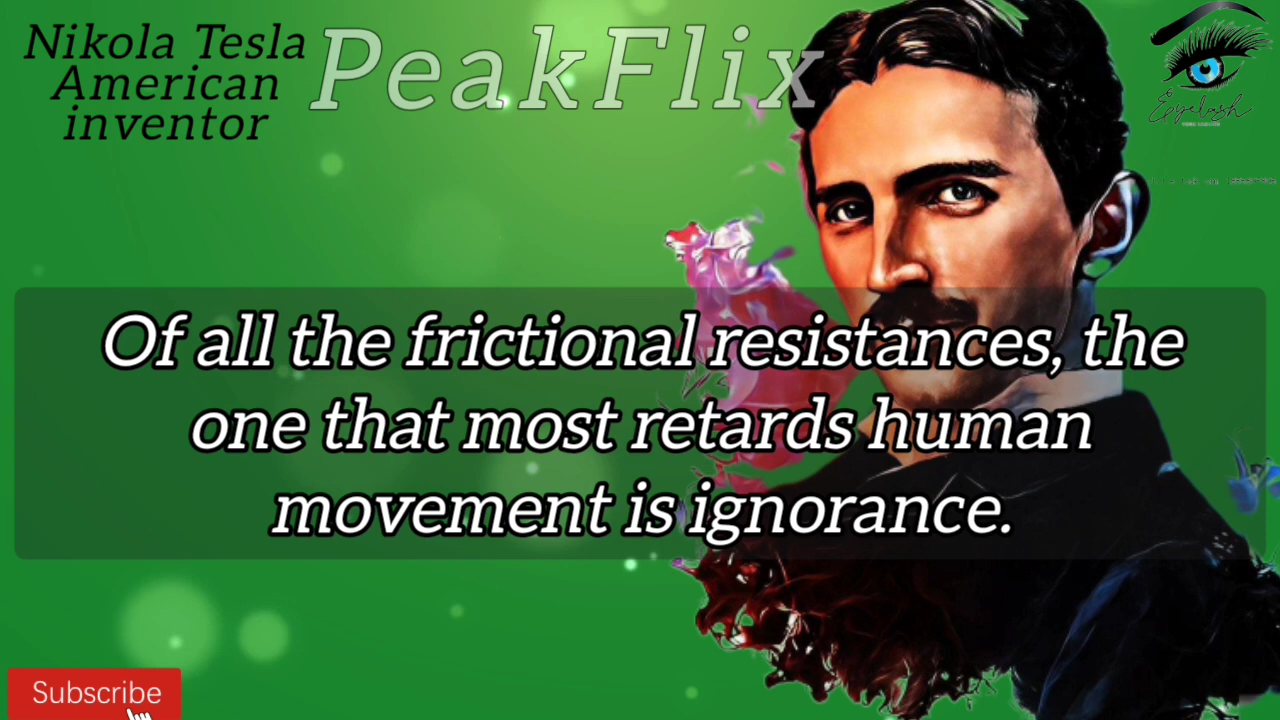 Nikola Tesla
American
inventor
PeakFlix
Eyelash
Of all the frictional resistances, the
one that most retards human
movement is ignorance.
Subscribe